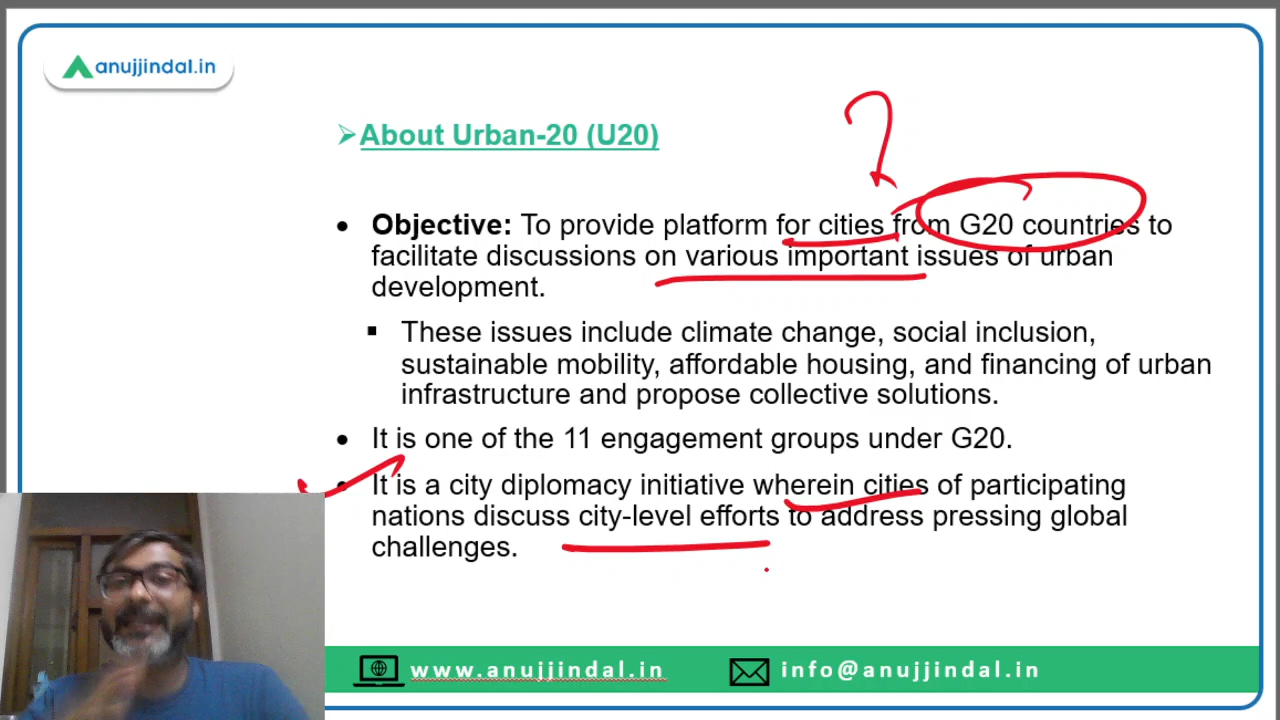 anujjindal.in
➢About Urban-20 (U20)
• Objective: To provide platform for cities from G20 countries to
facilitate discussions on various important issues of urban
development.
▪ These issues include climate change, social inclusion,
sustainable mobility, affordable housing, and financing of urban
infrastructure and propose collective solutions.
• It is one of the 11 engagement groups under G20.
• It is a city diplomacy initiative wherein cities of participating
nations discuss city-level efforts to address pressing global
challenges.
www.anujjindal.in info@anujjindal.in